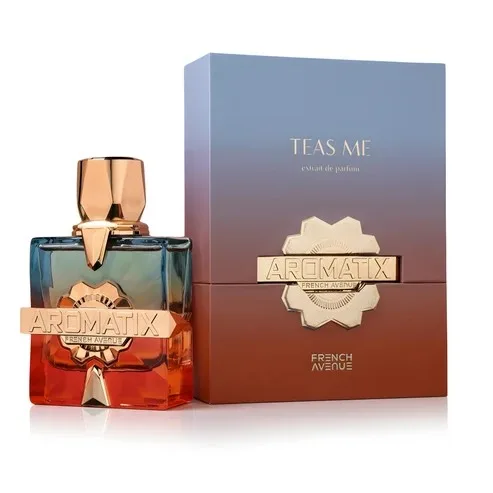 TEAS ME
extrait de parfum
AROMATIX
FRENCH AVENUE
FRENCH
AVENUE
AROMATIX
FRENCH AVENUE